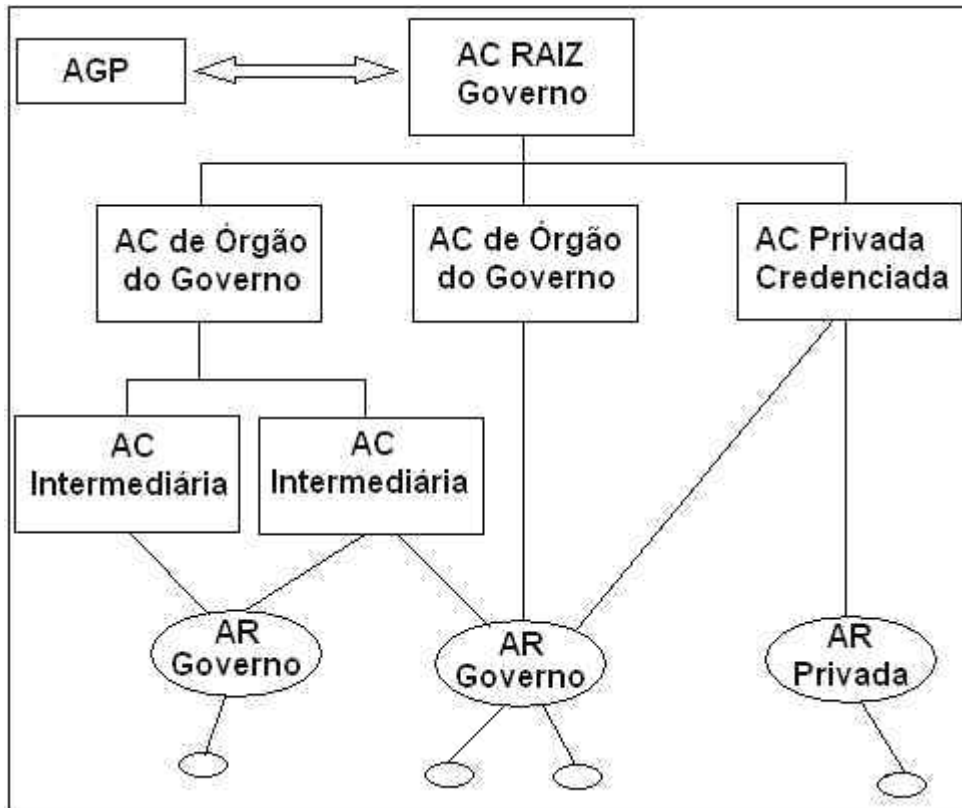 AGP
AC RAIZ
Governo
AC de Órgão
do Governo
AC de Órgão
do Governo
AC Privada
Credenciada
AC
Intermediária
AC
Intermediária
AR
Governo
AR
Governo
AR
Privada